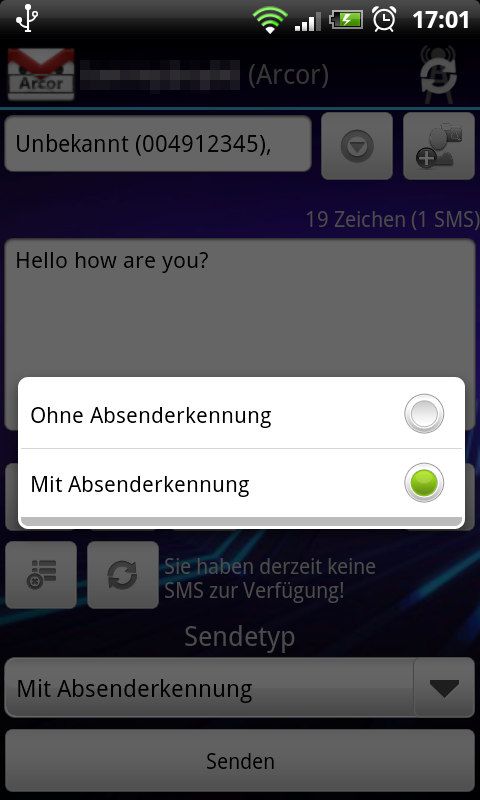 17:01
Arcor
(Arcor)
Unbekannt (004912345),
19 Zeichen (1 SMS)
Hello how are you?
Ohne Absenderkennung
Mit Absenderkennung
Sie haben derzeit keine
SMS zur Verfügung!
Sendetyp
Mit Absenderkennung
Senden